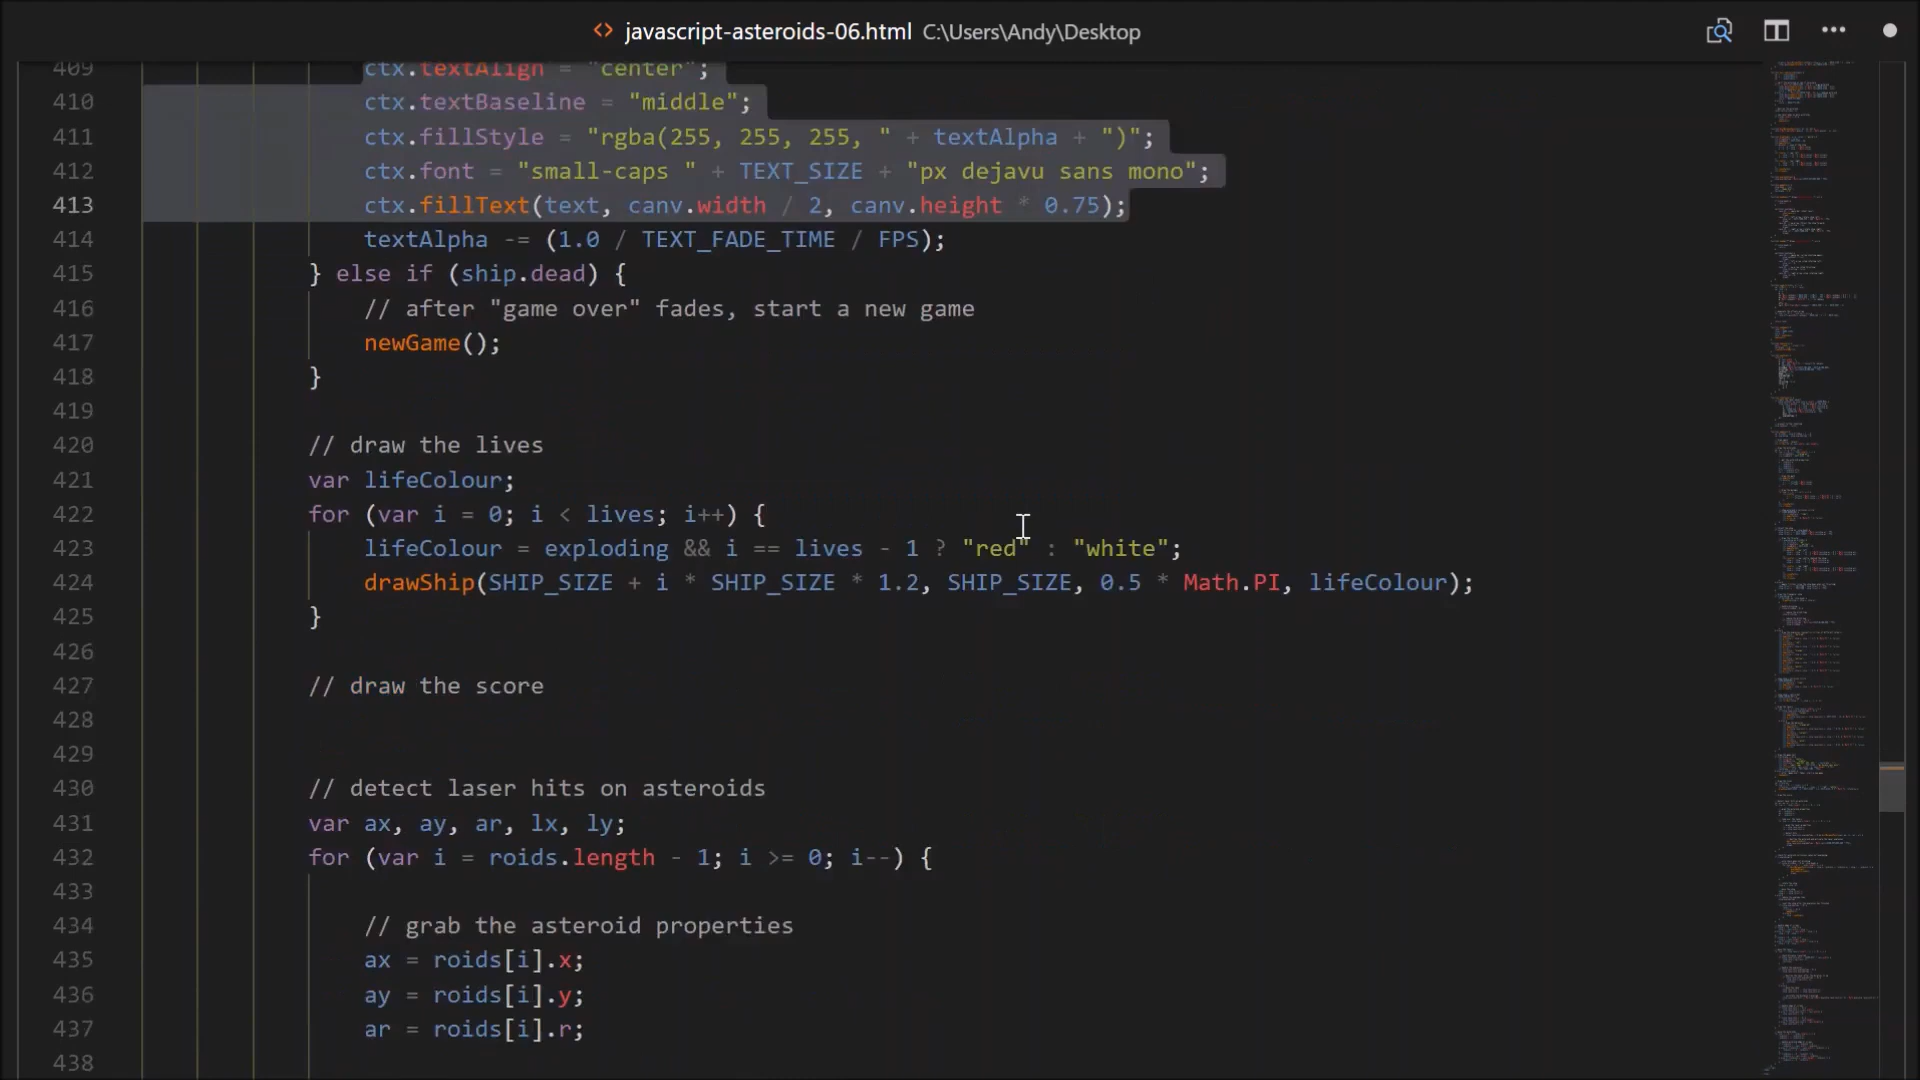 <> javascript-asteroids-06.html C:\Users\Andy\Desktop
409 ctx.textAlign = "center";
410 ctx.textBaseline = "middle";
411 ctx.fillStyle = "rgba(255, 255, 255, " + textAlpha + ")";
412 ctx.font = "small-caps " + TEXT_SIZE + "px dejavu sans mono";
413 ctx.fillText(text, canv.width / 2, canv.height * 0.75);
414 textAlpha -= (1.0 / TEXT_FADE_TIME / FPS);
415 } else if (ship.dead) {
416 // after "game over" fades, start a new game
417 newGame();
418 }
419
420 // draw the lives
421 var lifeColour;
422 for (var i = 0; i < lives; i++) {
423 lifeColour = exploding && i == lives - 1 ? "red" : "white";
424 drawShip(SHIP_SIZE + i * SHIP_SIZE * 1.2, SHIP_SIZE, 0.5 * Math.PI, lifeColour);
425 }
426
427 // draw the score
428
429
430 // detect laser hits on asteroids
431 var ax, ay, ar, lx, ly;
432 for (var i = roids.length - 1; i >= 0; i--) {
433
434 // grab the asteroid properties
435 ax = roids[i].x;
436 ay = roids[i].y;
437 ar = roids[i].r;
438